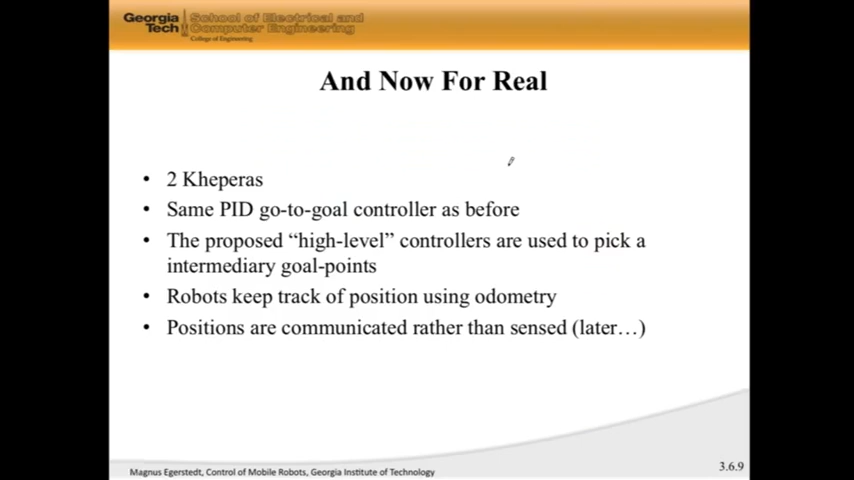 Georgia Tech
School of Electrical and Computer Engineering
College of Engineering
And Now For Real
• 2 Kheperas
• Same PID go-to-goal controller as before
• The proposed “high-level” controllers are used to pick a
intermediary goal-points
• Robots keep track of position using odometry
• Positions are communicated rather than sensed (later…)
Magnus Egerstedt, Control of Mobile Robots, Georgia Institute of Technology
3.6.9